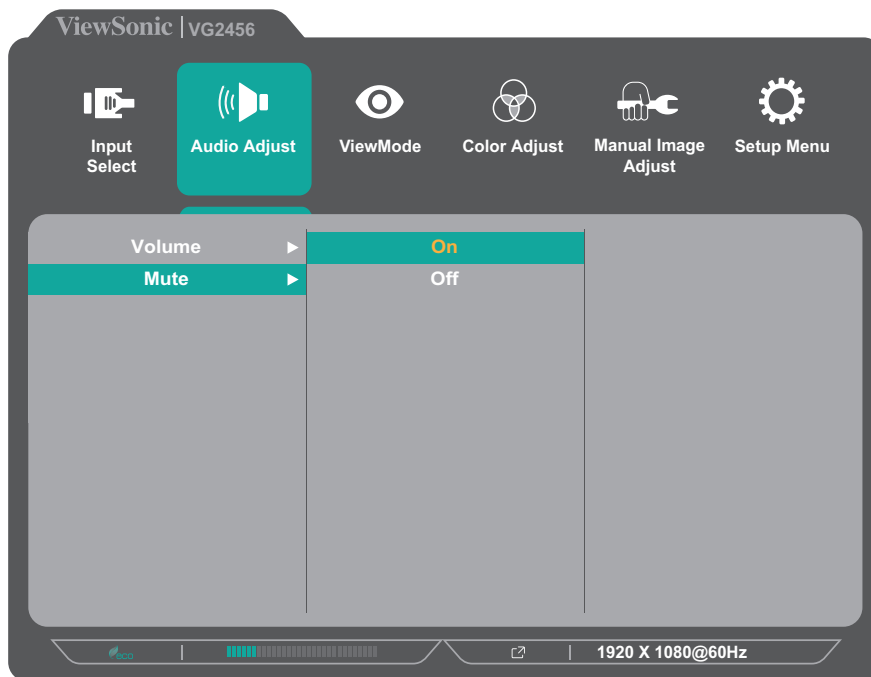 ViewSonic | VG2456
Input Select
Audio Adjust
ViewMode
Color Adjust
Manual Image Adjust
Setup Menu
Volume
On
Mute
Off
eco
1920 X 1080@60Hz